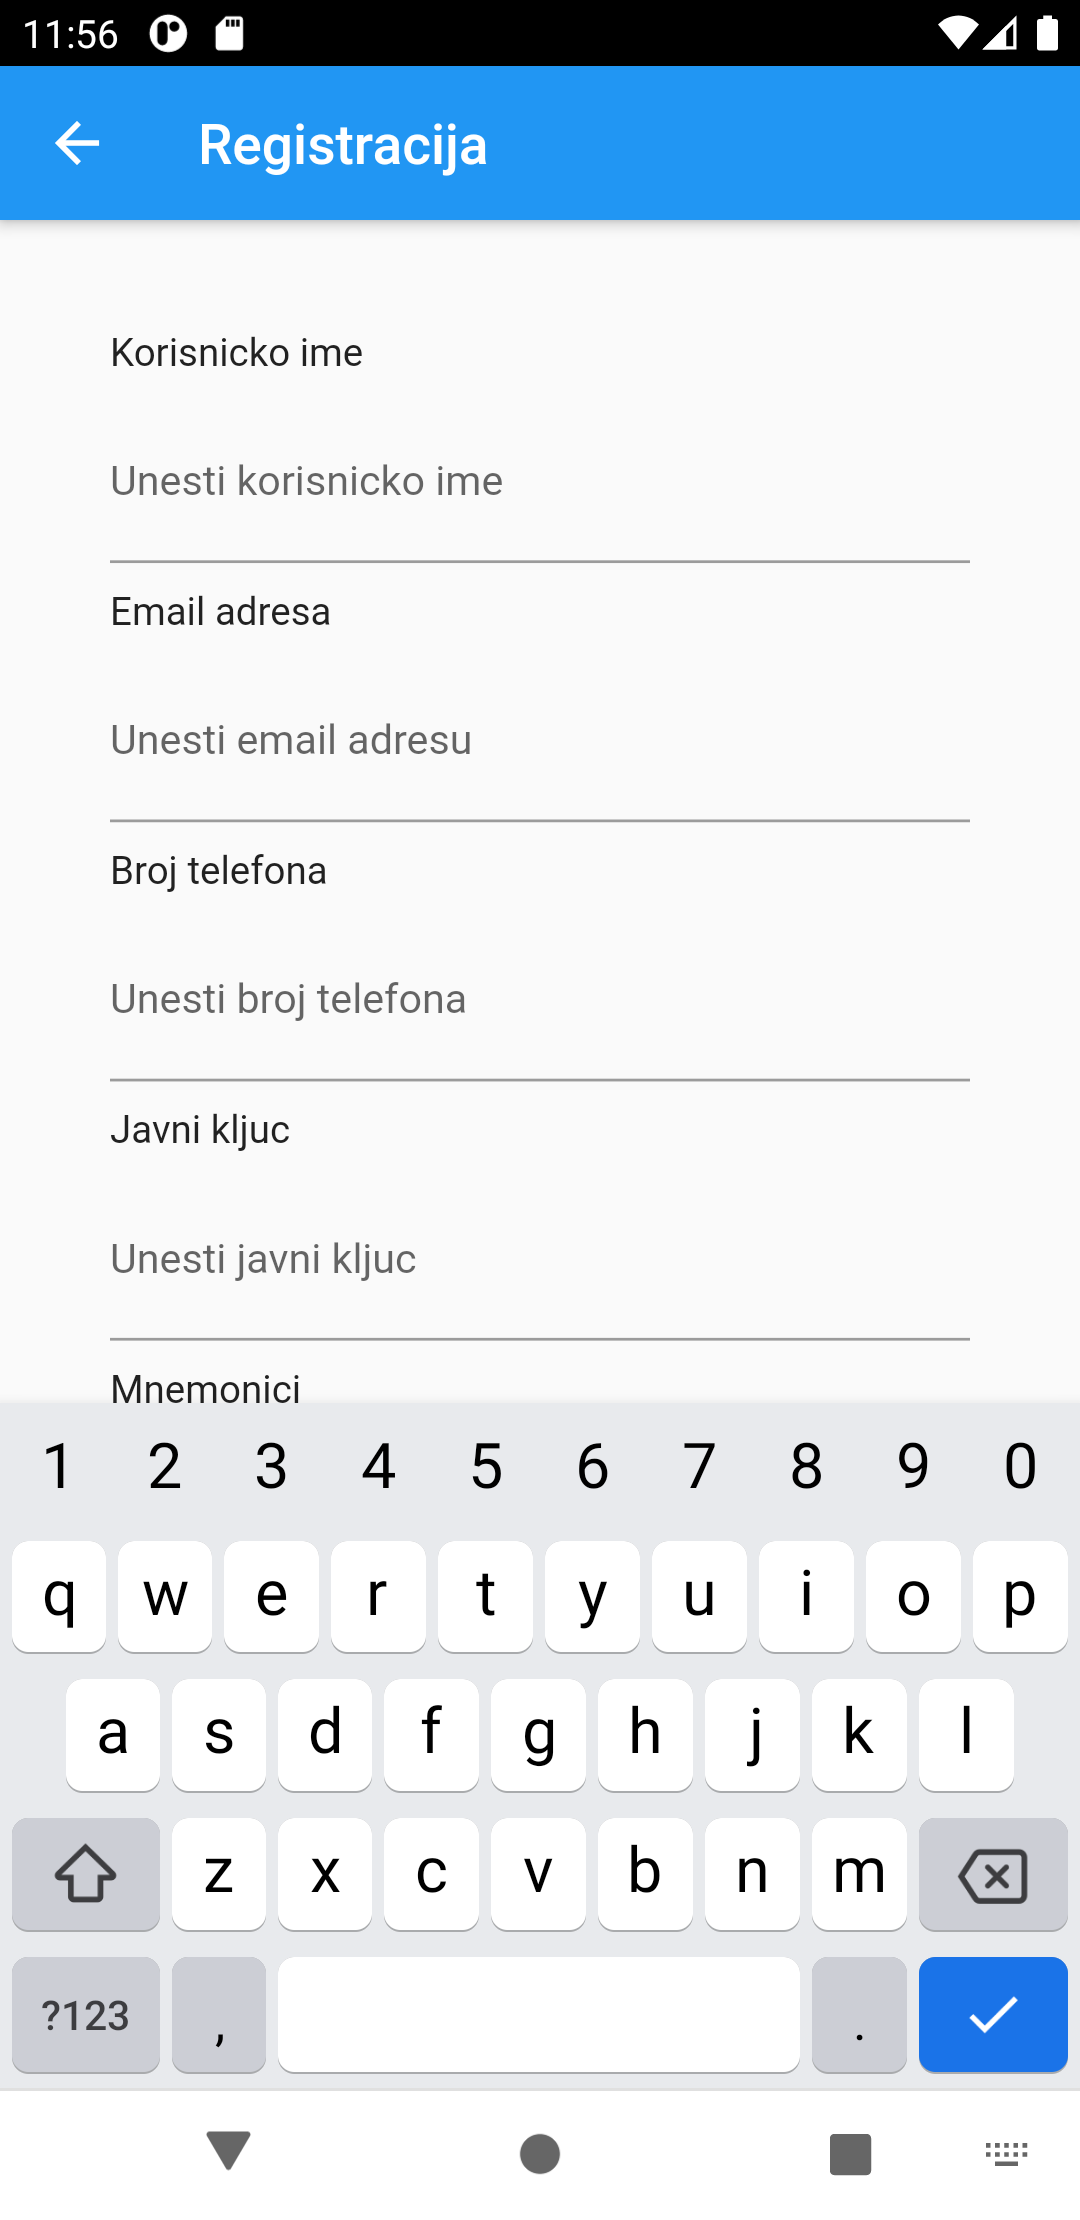 11:56
Registracija
Korisnicko ime
Unesti korisnicko ime
Email adresa
Unesti email adresu
Broj telefona
Unesti broj telefona
Javni kljuc
Unesti javni kljuc
Mnemonici
1 2 3 4 5 6 7 8 9 0
q w e r t y u i o p
a s d f g h j k l
z x c v b n m
?123 , .